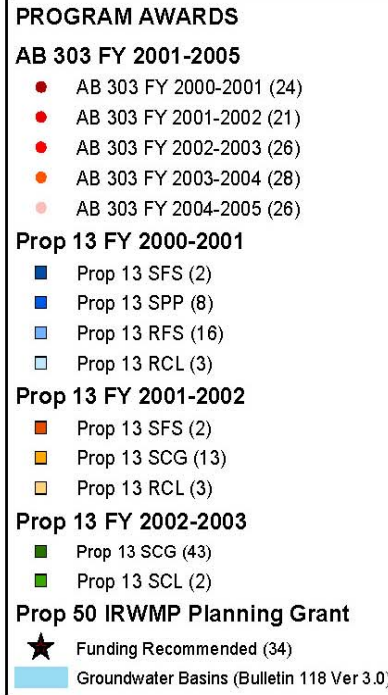 PROGRAM AWARDS
AB 303 FY 2001-2005
AB 303 FY 2000-2001 (24)
AB 303 FY 2001-2002 (21)
AB 303 FY 2002-2003 (26)
AB 303 FY 2003-2004 (28)
AB 303 FY 2004-2005 (26)
Prop 13 FY 2000-2001
Prop 13 SFS (2)
Prop 13 SPP (8)
Prop 13 RFS (16)
Prop 13 RCL (3)
Prop 13 FY 2001-2002
Prop 13 SFS (2)
Prop 13 SCG (13)
Prop 13 RCL (3)
Prop 13 FY 2002-2003
Prop 13 SCG (43)
Prop 13 SCL (2)
Prop 50 IRWMP Planning Grant
Funding Recommended (34)
Groundwater Basins (Bulletin 118 Ver 3.0)